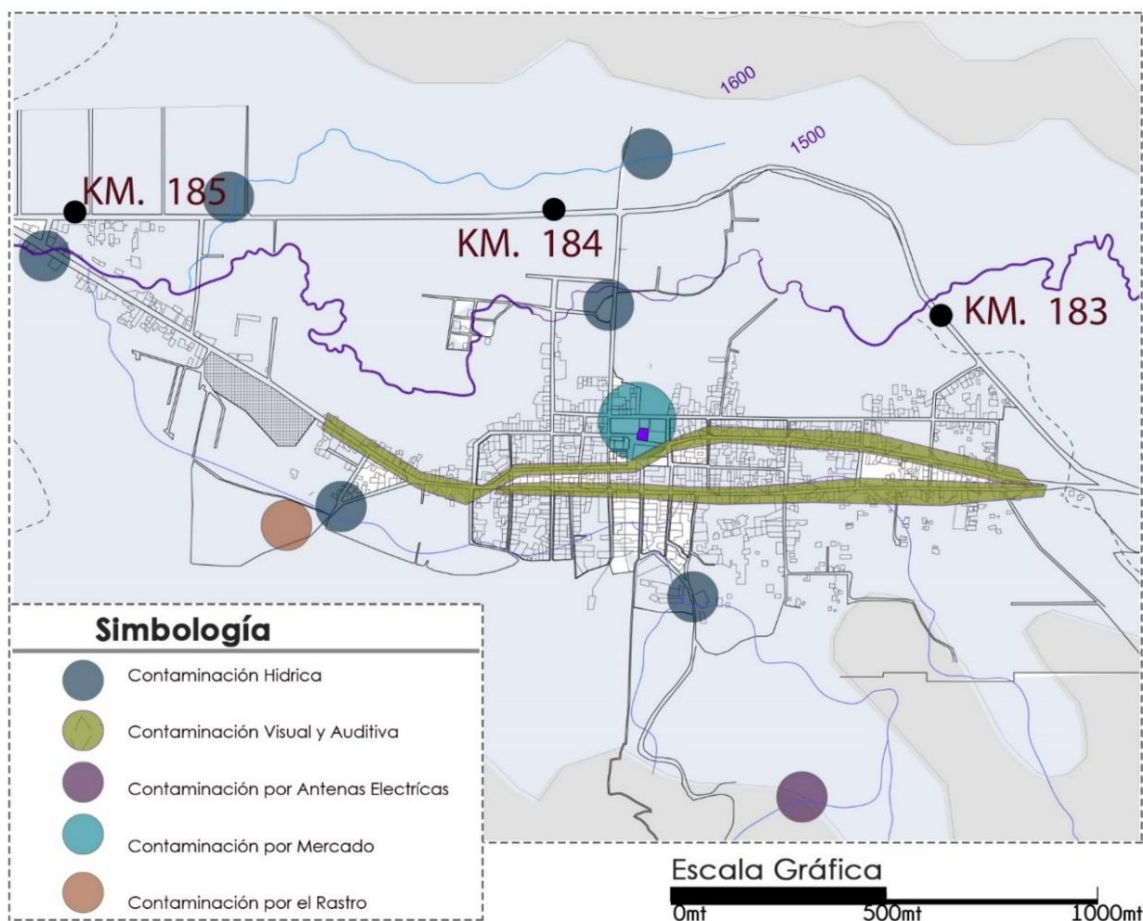 1600
1500
KM. 185
KM. 184
KM. 183
Simbología
Contaminación Hidrica
Contaminación Visual y Auditiva
Contaminación por Antenas Electrícas
Contaminación por Mercado
Contaminación por el Rastro
Escala Gráfica
0mt 500mt 1000mt